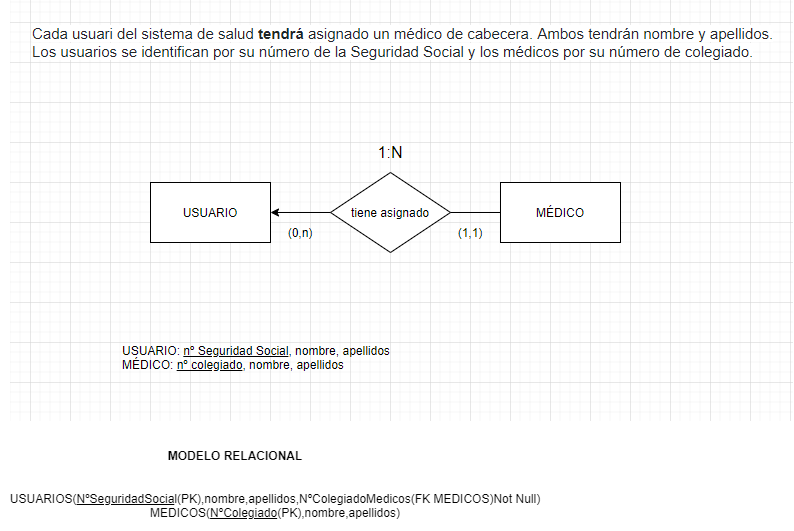 Cada usuari del sistema de salud tendrá asignado un médico de cabecera. Ambos tendrán nombre y apellidos.
Los usuarios se identifican por su número de la Seguridad Social y los médicos por su número de colegiado.
1:N
USUARIO
tiene asignado
MÉDICO
(0,n)
(1,1)
USUARIO: nº Seguridad Social, nombre, apellidos
MÉDICO: nº colegiado, nombre, apellidos
MODELO RELACIONAL
USUARIOS(NºSeguridadSocial(PK),nombre,apellidos,NºColegiadoMedicos(FK MEDICOS)Not Null)
MEDICOS(NºColegiado(PK),nombre,apellidos)